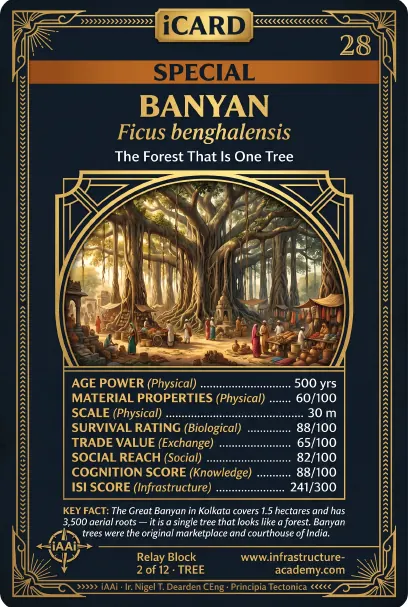 iCARD
28
SPECIAL
BANYAN
Ficus benghalensis
The Forest That Is One Tree
AGE POWER (Physical) ................................ 500 yrs
MATERIAL PROPERTIES (Physical) ....... 60/100
SCALE (Physical) ............................................. 30 m
SURVIVAL RATING (Biological) ............. 88/100
TRADE VALUE (Exchange) ..................... 65/100
SOCIAL REACH (Social) .......................... 82/100
COGNITION SCORE (Knowledge) ......... 88/100
ISI SCORE (Infrastructure) ..................... 241/300
KEY FACT: The Great Banyan in Kolkata covers 1.5 hectares and has
3,500 aerial roots — it is a single tree that looks like a forest. Banyan
trees were the original marketplace and courthouse of India.
iAAi
Relay Block
2 of 12 · TREE
www.infrastructure-
academy.com
iAAi · Ir. Nigel T. Dearden CEng · Principia Tectonica